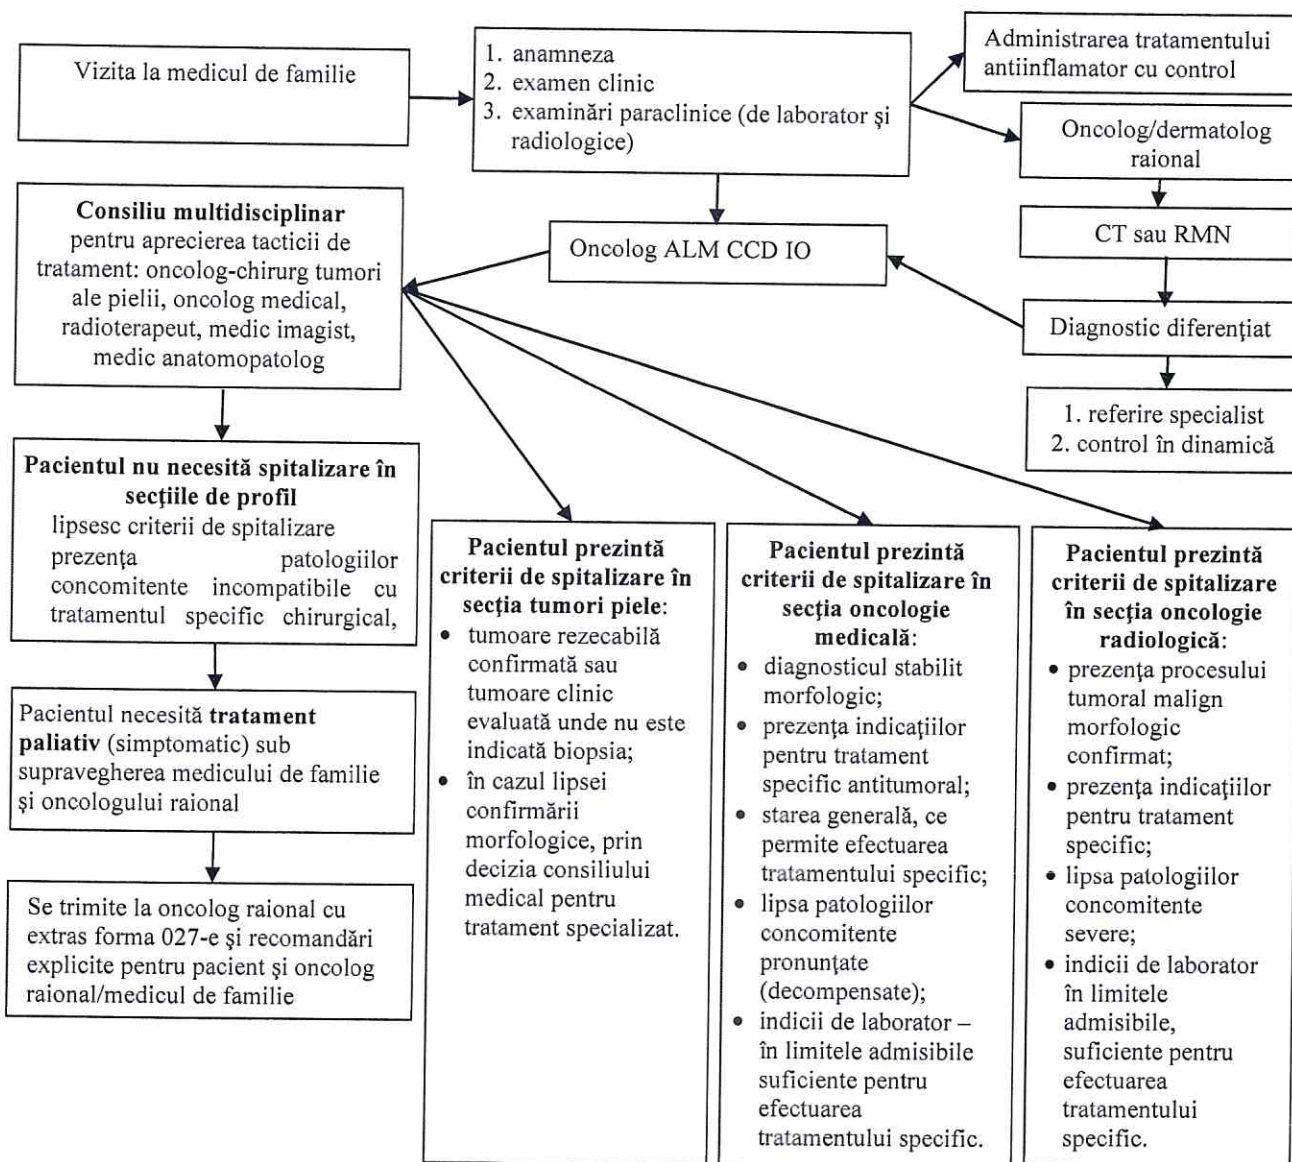 Vizita la medicul de familie
1. anamneza
2. examen clinic
3. examinări paraclinice (de laborator şi
radiologice)
Administrarea tratamentului
antiinflamator cu control
Oncolog/dermatolog
raional
CT sau RMN
Diagnostic diferenţiat
1. referire specialist
2. control în dinamică
Oncolog ALM CCD IO
Consiliu multidisciplinar
pentru aprecierea tacticii de
tratament: oncolog-chirurg tumori
ale pielii, oncolog medical,
radioterapeut, medic imagist,
medic anatomopatolog
Pacientul nu necesită spitalizare în
secţiile de profil
lipsesc criterii de spitalizare
prezenţa patologiilor
concomitente incompatibile cu
tratamentul specific chirurgical,
Pacientul necesită tratament
paliativ (simptomatic) sub
supravegherea medicului de familie
şi oncologului raional
Se trimite la oncolog raional cu
extras forma 027-e şi recomandări
explicite pentru pacient şi oncolog
raional/medicul de familie
Pacientul prezintă
criterii de spitalizare în
secţia tumori piele:
• tumoare rezecabilă
confirmată sau
tumoare clinic
evaluată unde nu este
indicată biopsia;
• în cazul lipsei
confirmării
morfologice, prin
decizia consiliului
medical pentru
tratament specializat.
Pacientul prezintă
criterii de spitalizare în
secţia oncologie
medicală:
• diagnosticul stabilit
morfologic;
• prezenţa indicaţiilor
pentru tratament
specific antitumoral;
• starea generală, ce
permite efectuarea
tratamentului specific;
• lipsa patologiilor
concomitente
pronunţate
(decompensate);
• indicii de laborator –
în limitele admisibile
suficiente pentru
efectuarea
tratamentului specific.
Pacientul prezintă
criterii de spitalizare
în secţia oncologie
radiologică:
• prezenţa procesului
tumoral malign
morfologic
confirmat;
• prezenţa indicaţiilor
pentru tratament
specific;
• lipsa patologiilor
concomitente
severe;
• indicii de laborator
în limitele
admisibile,
suficiente pentru
efectuarea
tratamentului
specific.